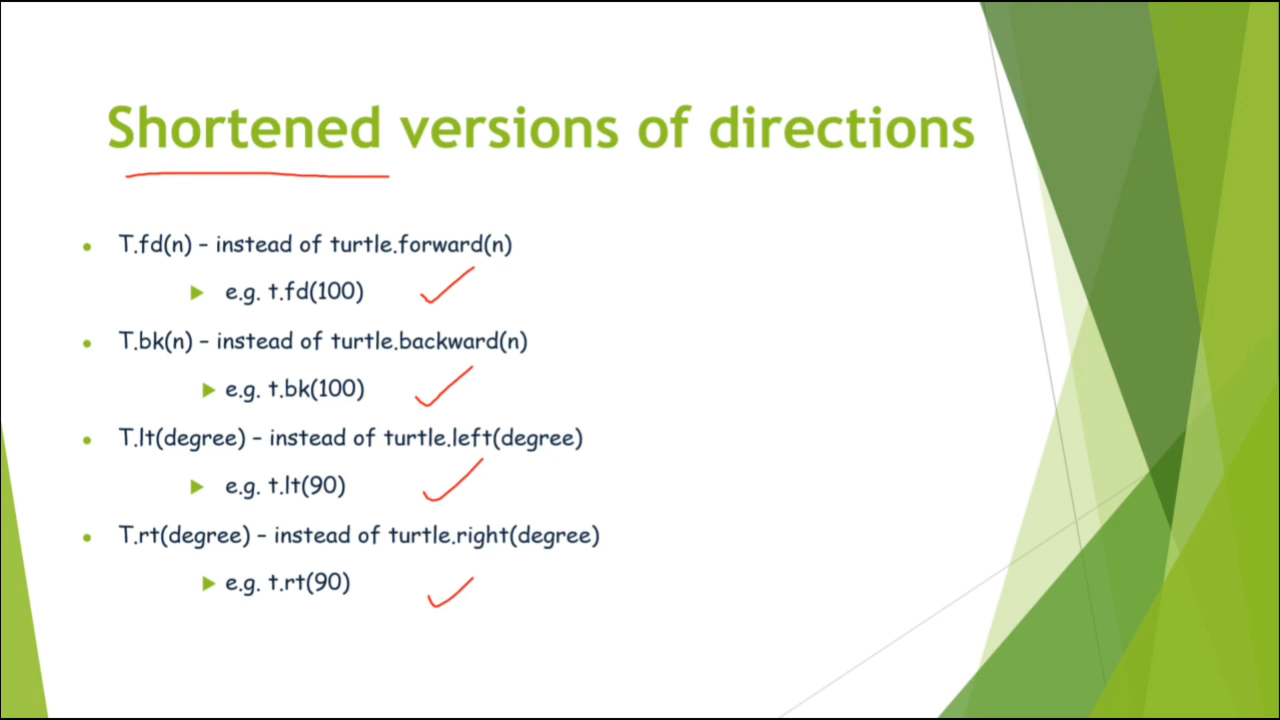 Shortened versions of directions
T.fd(n) – instead of turtle.forward(n)
e.g. t.fd(100)
T.bk(n) – instead of turtle.backward(n)
e.g. t.bk(100)
T.lt(degree) – instead of turtle.left(degree)
e.g. t.lt(90)
T.rt(degree) – instead of turtle.right(degree)
e.g. t.rt(90)